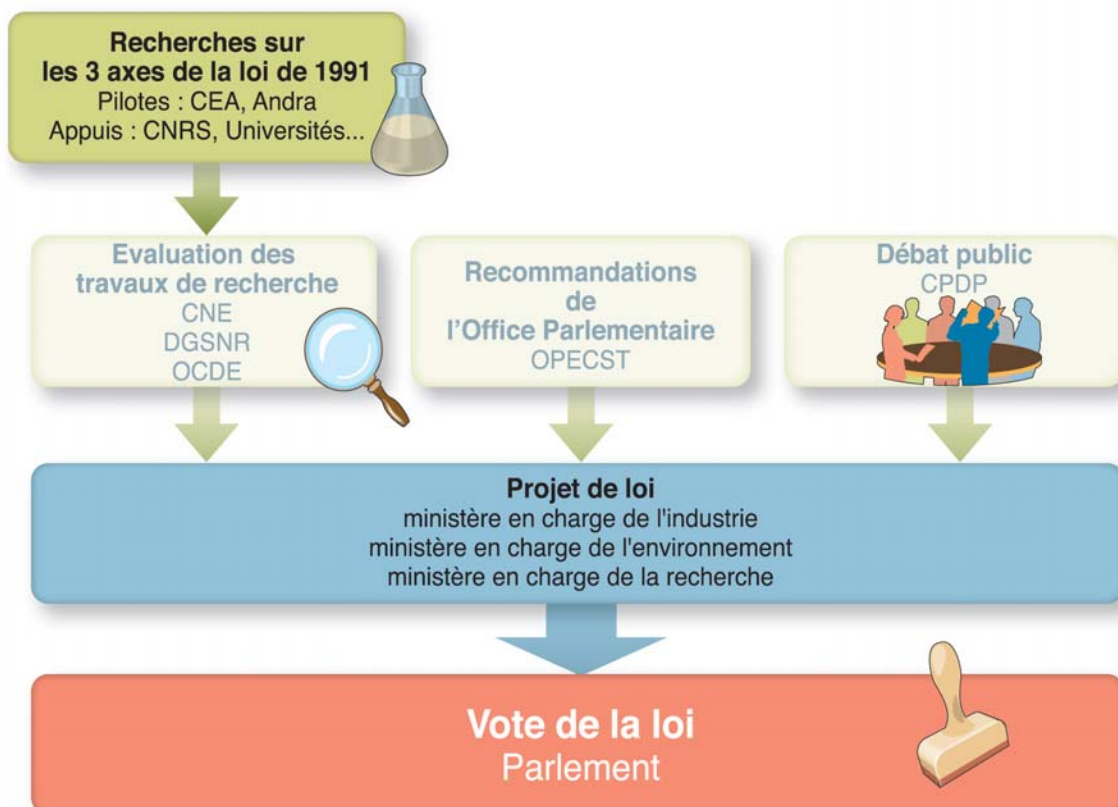 Recherches sur
les 3 axes de la loi de 1991
Pilotes : CEA, Andra
Appuis : CNRS, Universités...
Evaluation des
travaux de recherche
CNE
DGSNR
OCDE
Recommandations
de
l'Office Parlementaire
OPECST
Débat public
CPDP
Projet de loi
ministère en charge de l'industrie
ministère en charge de l'environnement
ministère en charge de la recherche
Vote de la loi
Parlement